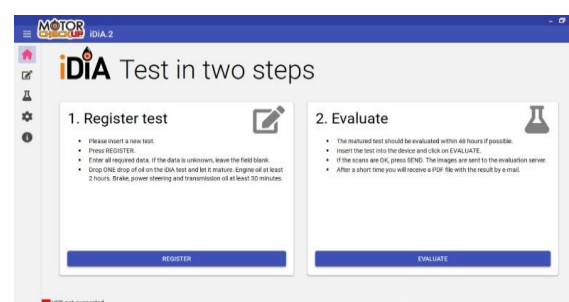 MOTOR
CHECKUP iDiA.2
iDiA Test in two steps
1. Register test
• Please insert a new test.
• Press REGISTER.
• Enter all required data. If the data is unknown, leave the field blank.
• Drop ONE drop of oil on the iDiA test and let it mature. Engine oil at least
2 hours. Brake, power steering and transmission oil at least 30 minutes.
REGISTER
2. Evaluate
• The matured test should be evaluated within 48 hours if possible.
• Insert the test into the device and click on EVALUATE.
• If the scans are OK, press SEND. The images are sent to the evaluation server.
• After a short time you will receive a PDF file with the result by e-mail.
EVALUATE